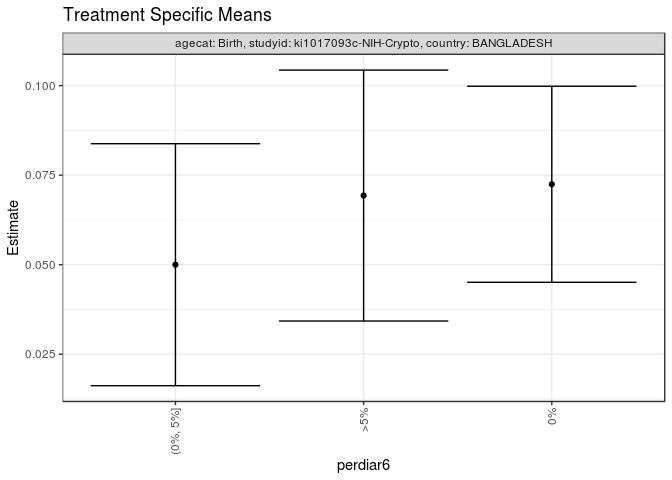 Treatment Specific Means
agecat: Birth, studyid: ki1017093c-NIH-Crypto, country: BANGLADESH
0.100
0.075
0.050
0.025
Estimate
(0%, 5%]
>5%
0%
perdiar6